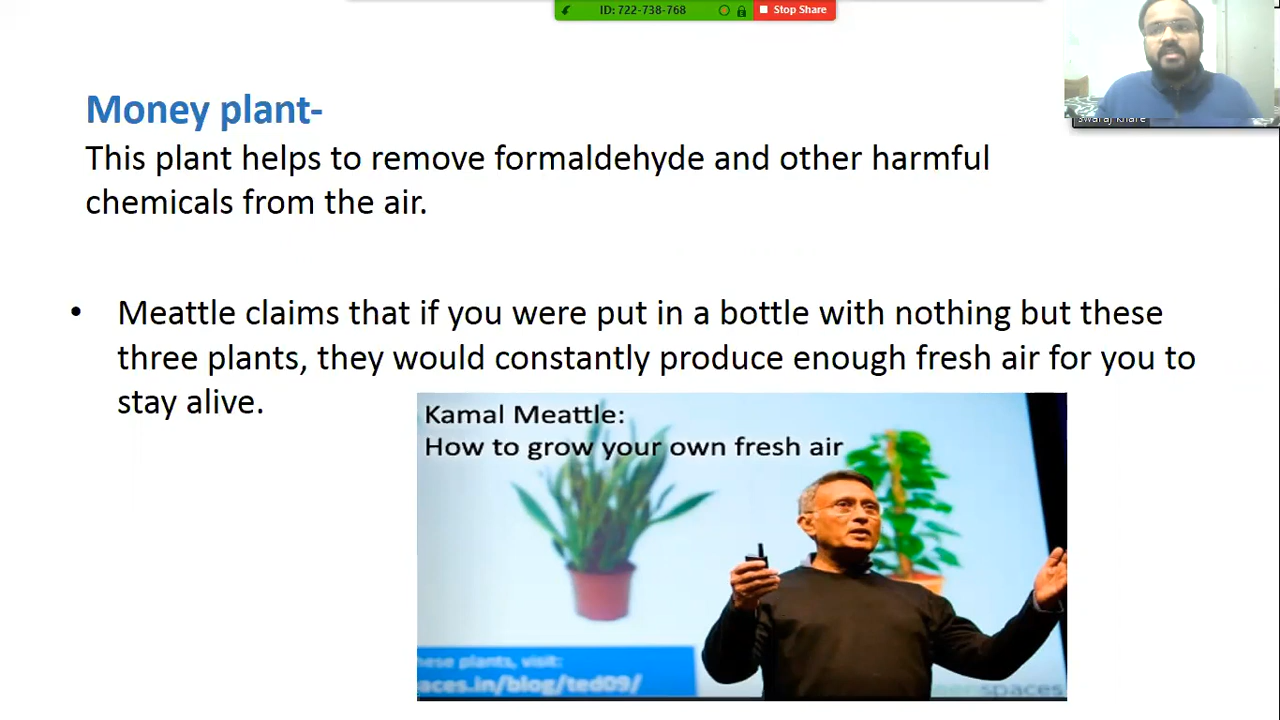 ID: 722-738-768
Stop Share
swaraj khare
Money plant-
This plant helps to remove formaldehyde and other harmful
chemicals from the air.
• Meattle claims that if you were put in a bottle with nothing but these
three plants, they would constantly produce enough fresh air for you to
stay alive.
Kamal Meattle:
How to grow your own fresh air
hese plants, visit:
aces.in/blog/ted09/
spaces